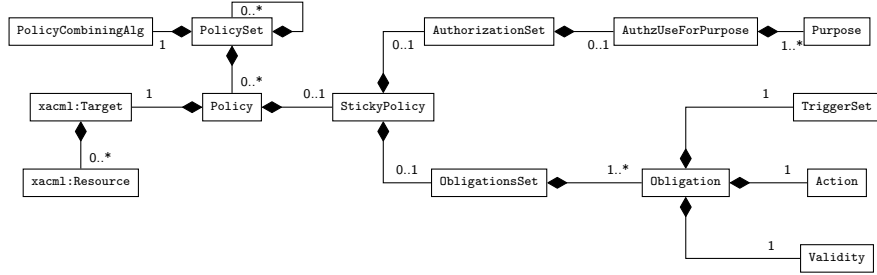 0..*
PolicyCombiningAlg
1
PolicySet
AuthorizationSet
0..1
AuthzUseForPurpose
0..1
Purpose
1..*
0..*
xacml:Target
1
Policy
0..1
StickyPolicy
1
TriggerSet
0..*
xacml:Resource
0..1
ObligationsSet
1..*
Obligation
1
Action
1
Validity